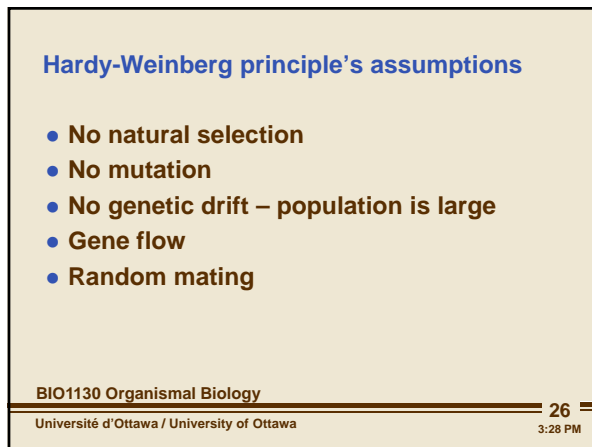 Hardy-Weinberg principle's assumptions
● No natural selection
● No mutation
● No genetic drift – population is large
● Gene flow
● Random mating
BIO1130 Organismal Biology
Université d'Ottawa / University of Ottawa
26
3:28 PM